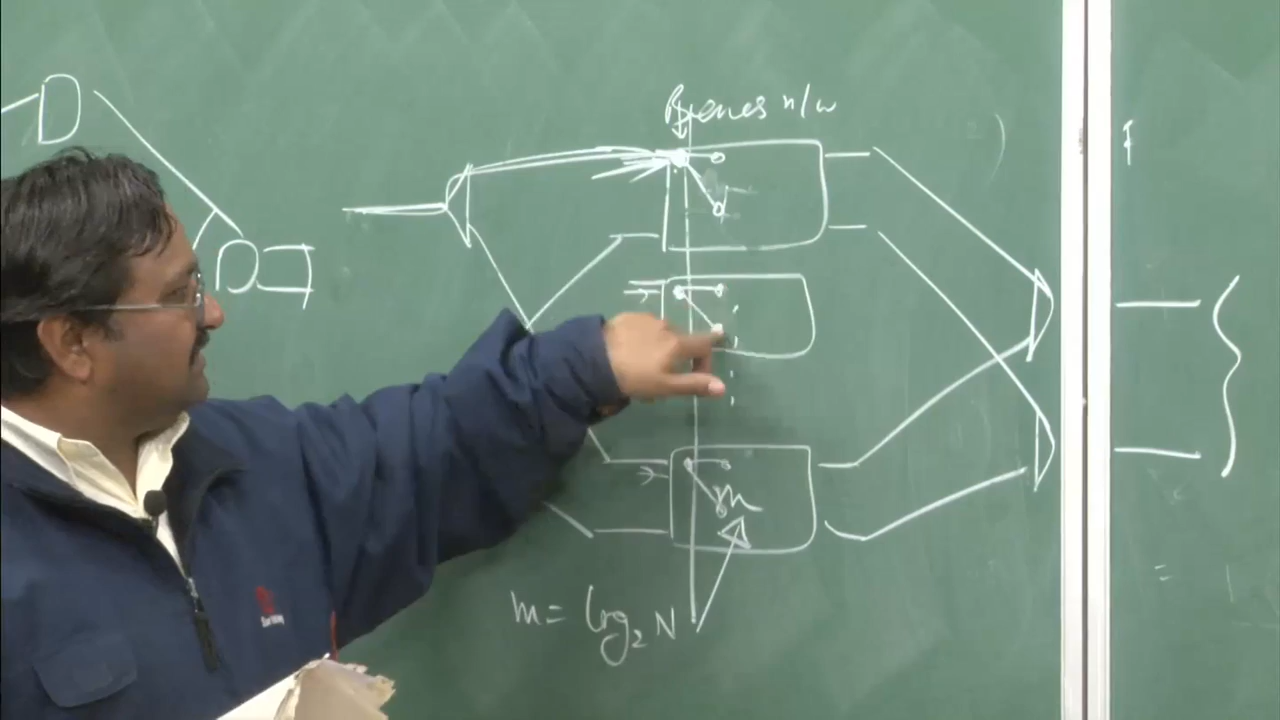 Benes n/w
D
D
m
m = log₂ N